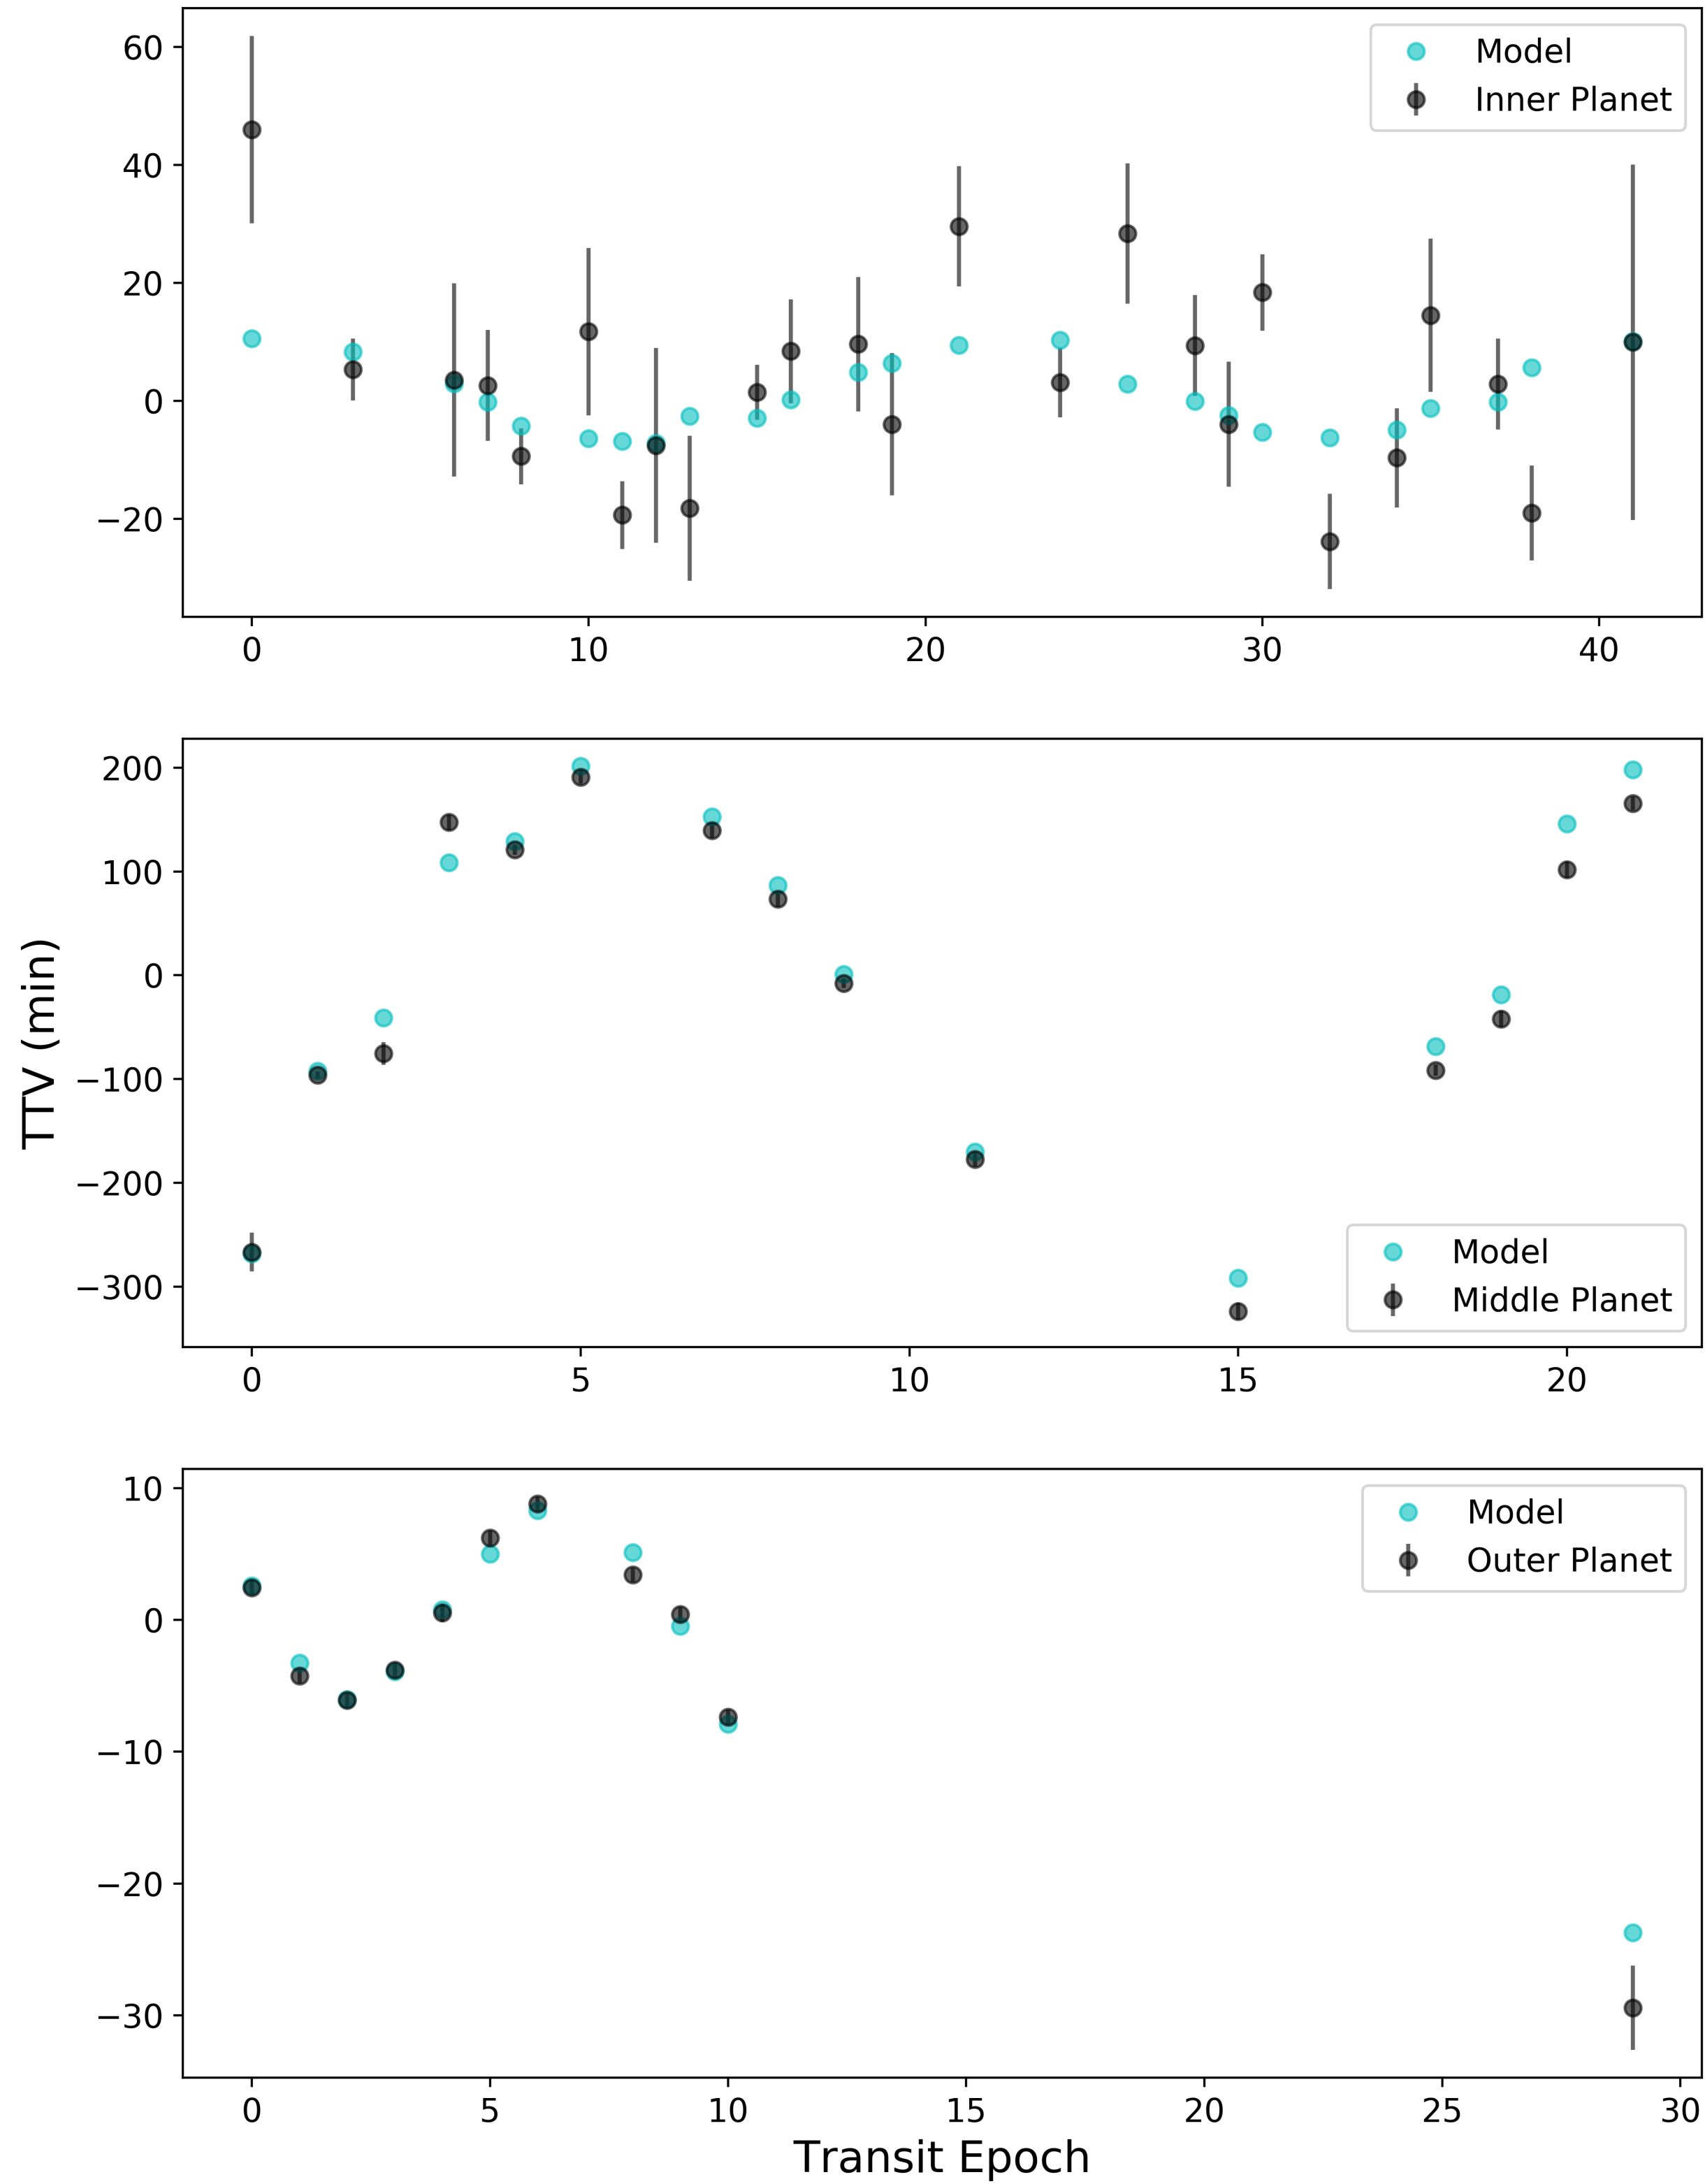 60
40
20
0
−20
Model
Inner Planet
0 10 20 30 40
TTV (min)
200
100
0
−100
−200
−300
Model
Middle Planet
0 5 10 15 20
10
0
−10
−20
−30
Model
Outer Planet
0 5 10 15 20 25 30
Transit Epoch